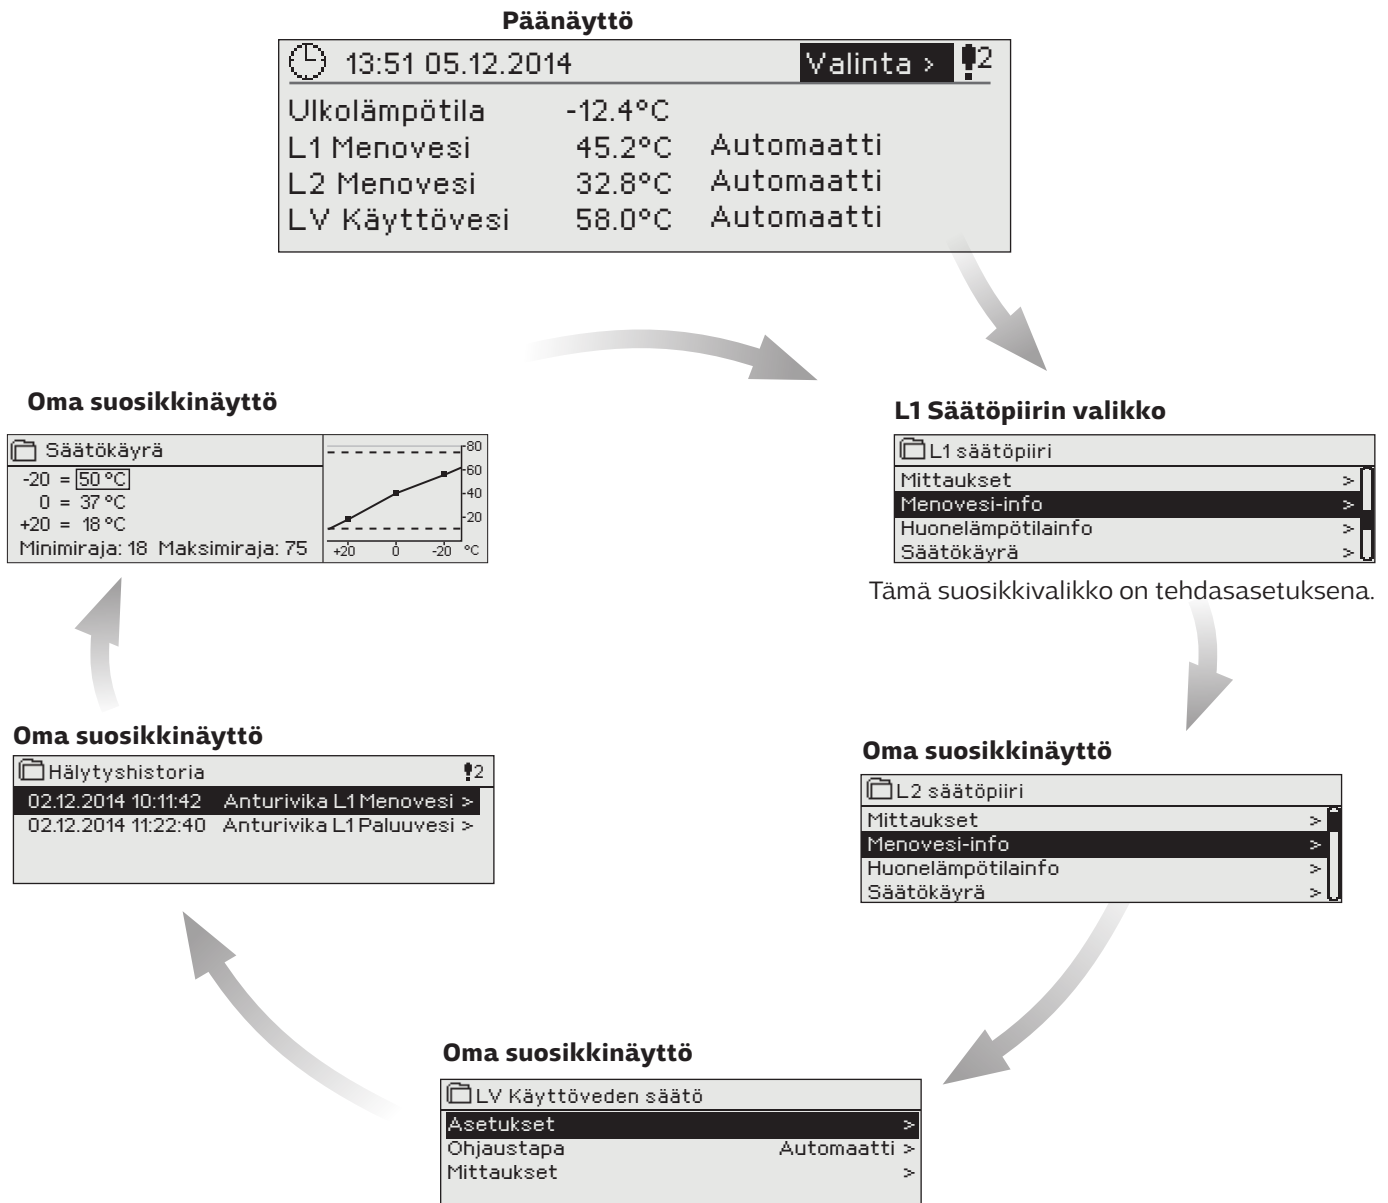 Päänäyttö
13:51 05.12.2014 Valinta > 2
Ulkolämpötila -12.4°C
L1 Menovesi 45.2°C Automaatti
L2 Menovesi 32.8°C Automaatti
LV Käyttövesi 58.0°C Automaatti
Oma suosikkinäyttö
Säätökäyrä
-20 = 50 °C
0 = 37 °C
+20 = 18 °C
Minimiraja: 18 Maksimiraja: 75
80
60
40
20
+20 0 -20 °C
L1 Säätöpiirin valikko
L1 säätöpiiri
Mittaukset >
Menovesi-info >
Huonelämpötilainfo >
Säätökäyrä >
Tämä suosikkivalikko on tehdasasetuksena.
Oma suosikkinäyttö
Hälytyshistoria 2
02.12.2014 10:11:42 Anturivika L1 Menovesi >
02.12.2014 11:22:40 Anturivika L1 Paluuvesi >
Oma suosikkinäyttö
L2 säätöpiiri
Mittaukset >
Menovesi-info >
Huonelämpötilainfo >
Säätökäyrä >
Oma suosikkinäyttö
LV Käyttöveden säätö
Asetukset >
Ohjaustapa Automaatti >
Mittaukset >